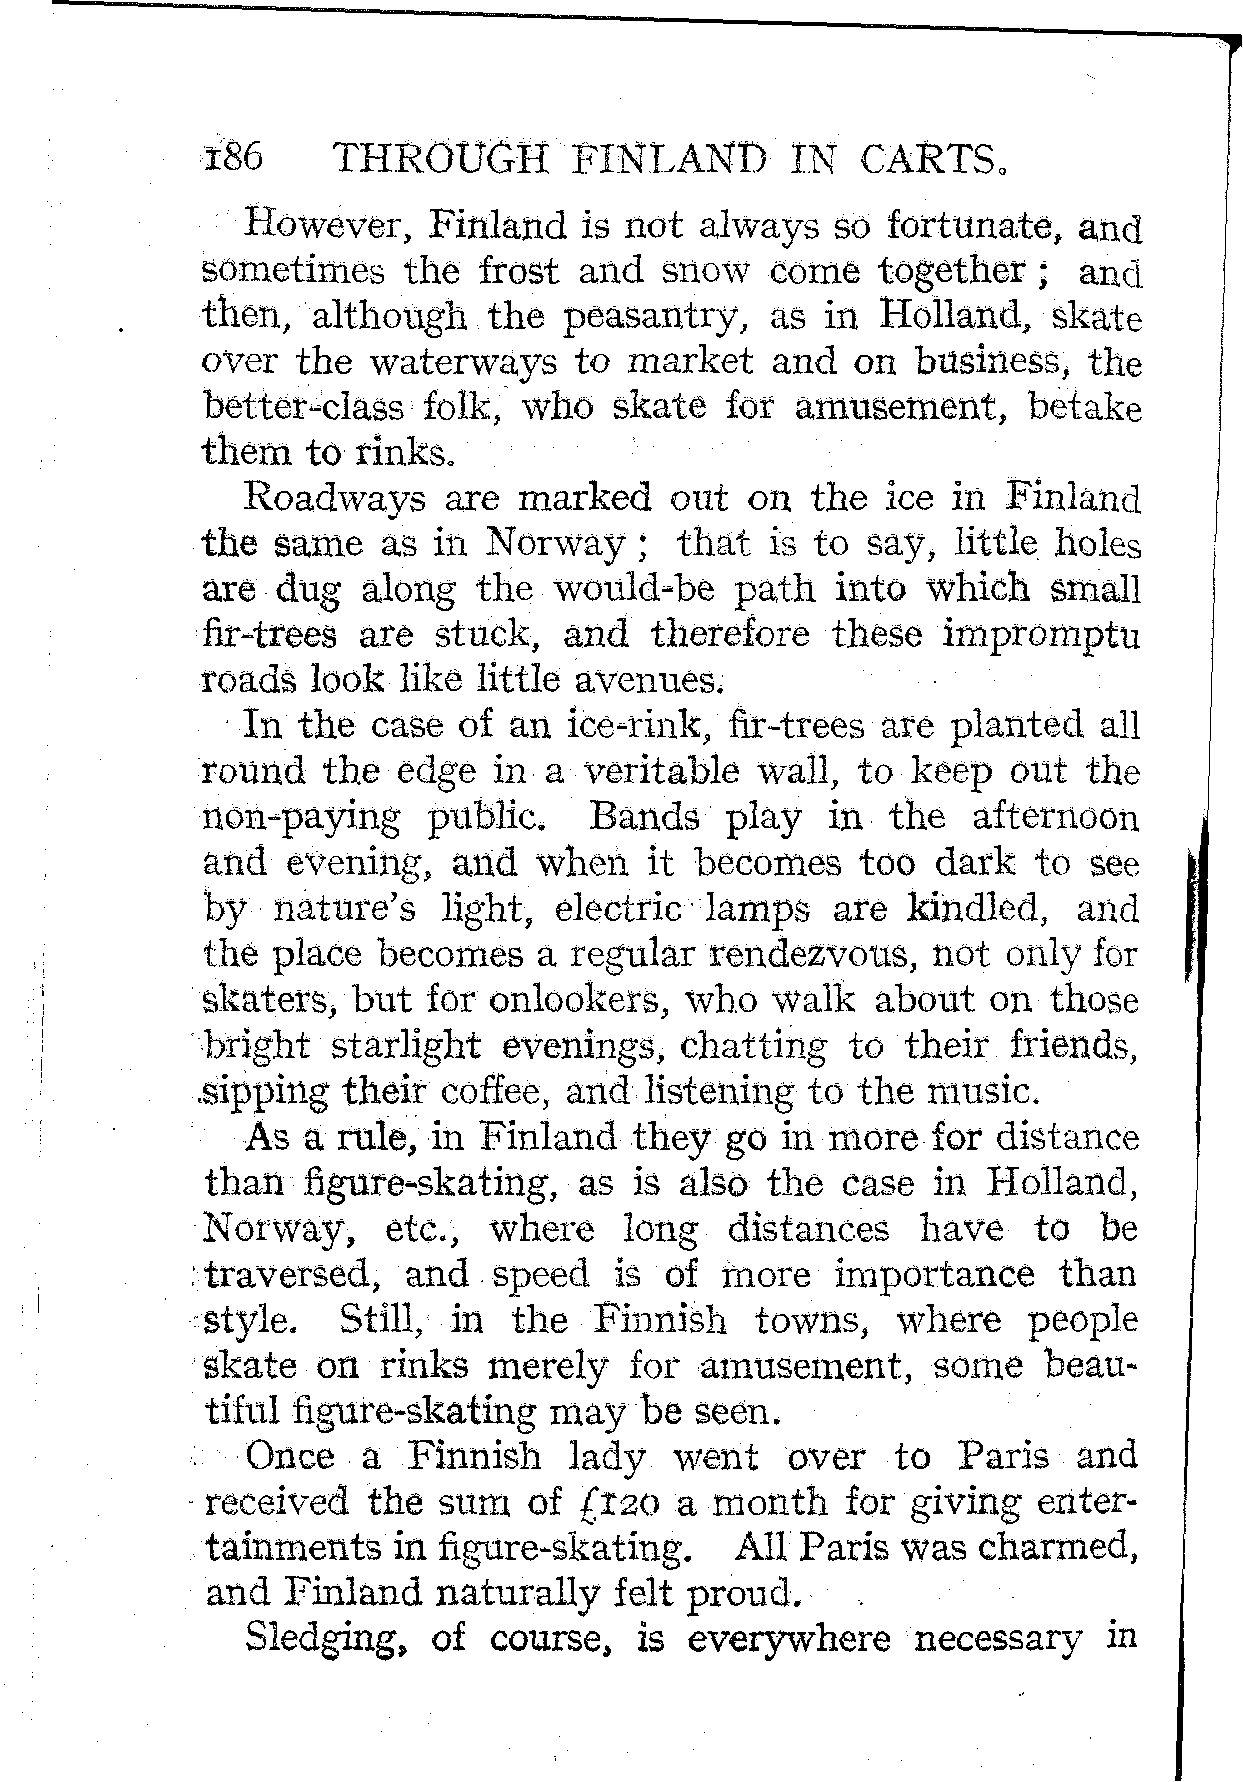 186 THROUGH FINLAND IN CARTS.
However, Finland is not always so fortunate, and
sometimes the frost and snow come together ; and
then, although the peasantry, as in Holland, skate
over the waterways to market and on business, the
better-class folk, who skate for amusement, betake
them to rinks.
Roadways are marked out on the ice in Finland
the same as in Norway ; that is to say, little holes
are dug along the would-be path into which small
fir-trees are stuck, and therefore these impromptu
roads look like little avenues.
In the case of an ice-rink, fir-trees are planted all
round the edge in a veritable wall, to keep out the
non-paying public. Bands play in the afternoon
and evening, and when it becomes too dark to see
by nature's light, electric lamps are kindled, and
the place becomes a regular rendezvous, not only for
skaters, but for onlookers, who walk about on those
bright starlight evenings, chatting to their friends,
sipping their coffee, and listening to the music.
As a rule, in Finland they go in more for distance
than figure-skating, as is also the case in Holland,
Norway, etc., where long distances have to be
traversed, and speed is of more importance than
style. Still, in the Finnish towns, where people
skate on rinks merely for amusement, some beau-
tiful figure-skating may be seen.
Once a Finnish lady went over to Paris and
received the sum of £120 a month for giving enter-
tainments in figure-skating. All Paris was charmed,
and Finland naturally felt proud.
Sledging, of course, is everywhere necessary in